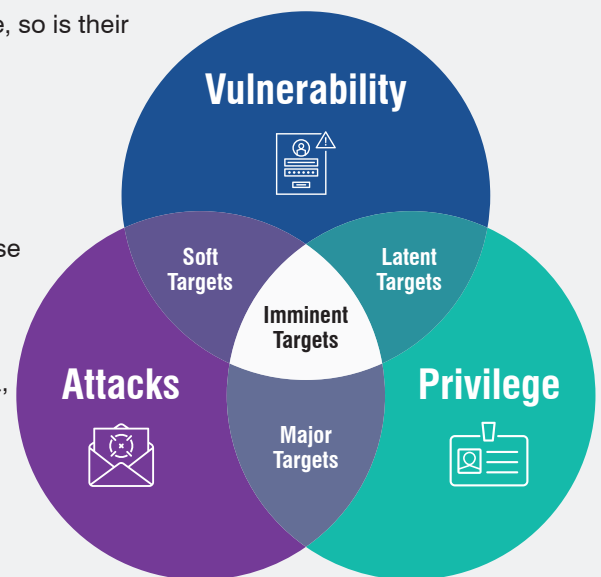 e, so is their
se
,
Vulnerability
Soft
Targets
Latent
Targets
Imminent
Targets
Attacks
Privilege
Major
Targets